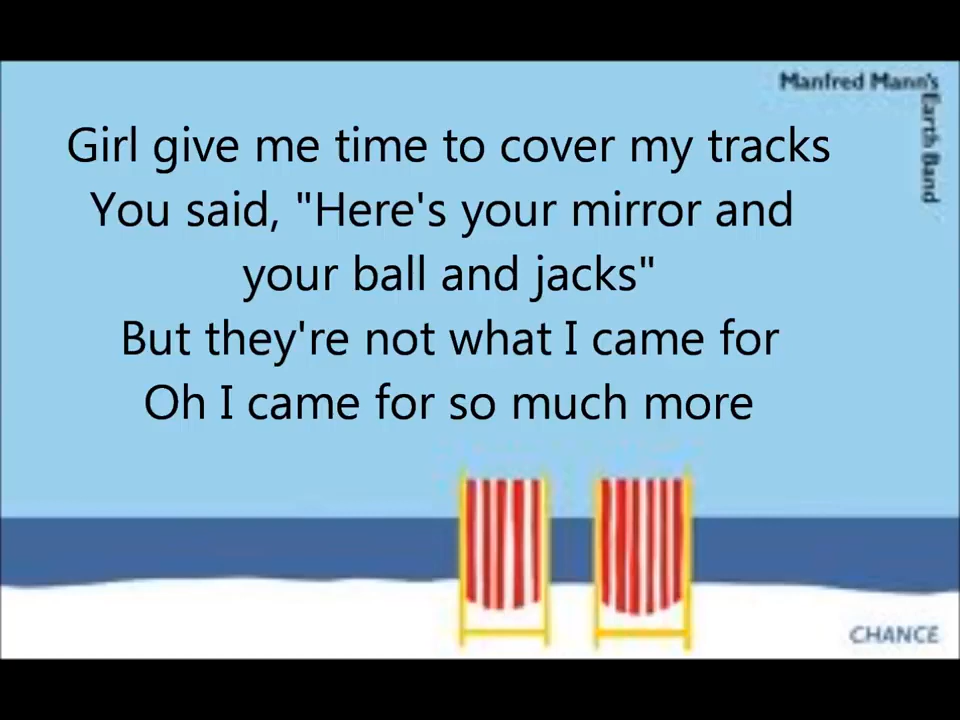 Manfred Mann's
Earth Band
Girl give me time to cover my tracks
You said, "Here's your mirror and
your ball and jacks"
But they're not what I came for
Oh I came for so much more
CHANCE